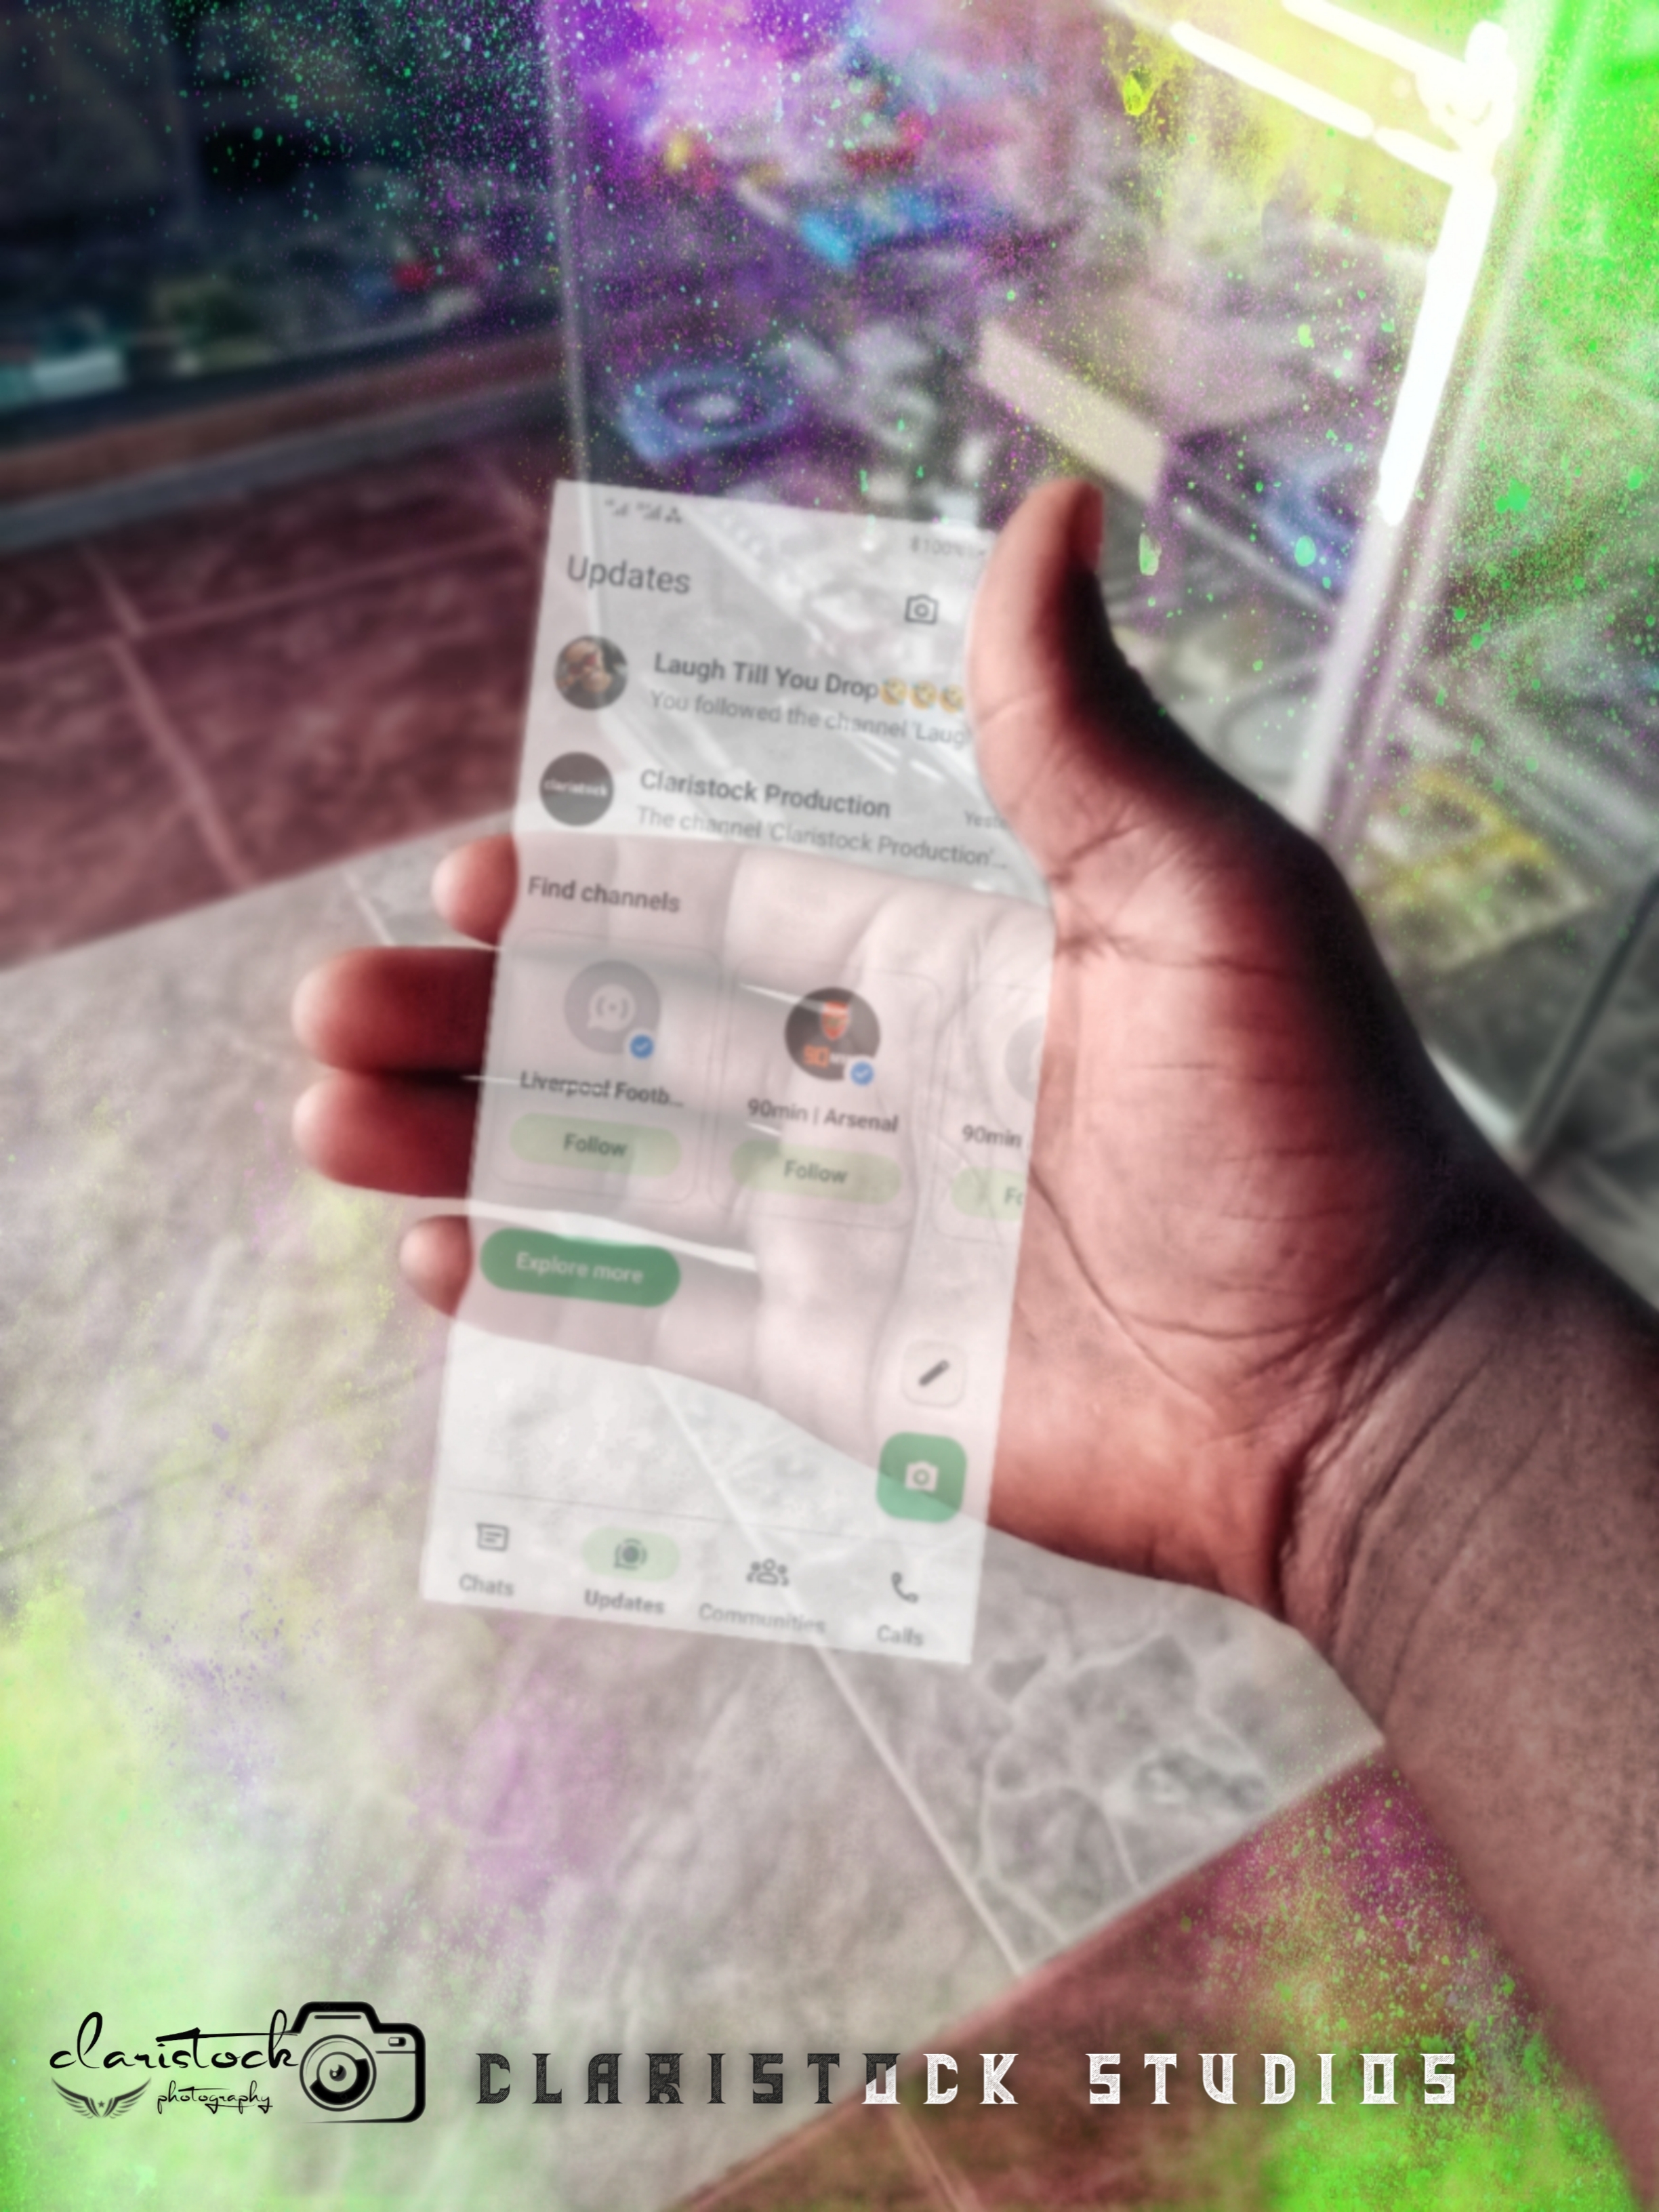 100%
Updates
Laugh Till You Drop🤣🤣🤣
You followed the channel 'Laug
Claristock Production
Yest
The channel 'Claristock Production'...
claristock
Find channels
Liverpool Footb...
90min | Arsenal
90min
90
Follow
Follow
Fo
Explore more
Chats
Updates
Communities
Calls
claristock
photography
CLARISTOCK STUDIOS